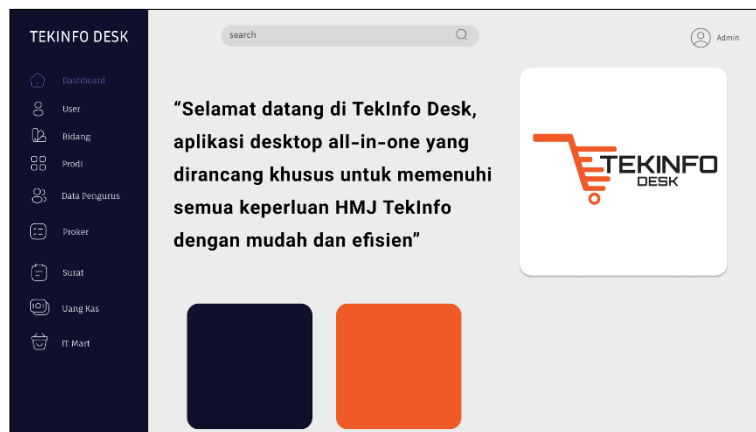 TEKINFO DESK
search
Admin
Dashboard
User
Bidang
Prodi
Data Pengurus
Proker
Surat
Uang Kas
IT Mart
“Selamat datang di TekInfo Desk,
aplikasi desktop all-in-one yang
dirancang khusus untuk memenuhi
semua keperluan HMJ TekInfo
dengan mudah dan efisien”
TEKINFO
DESK